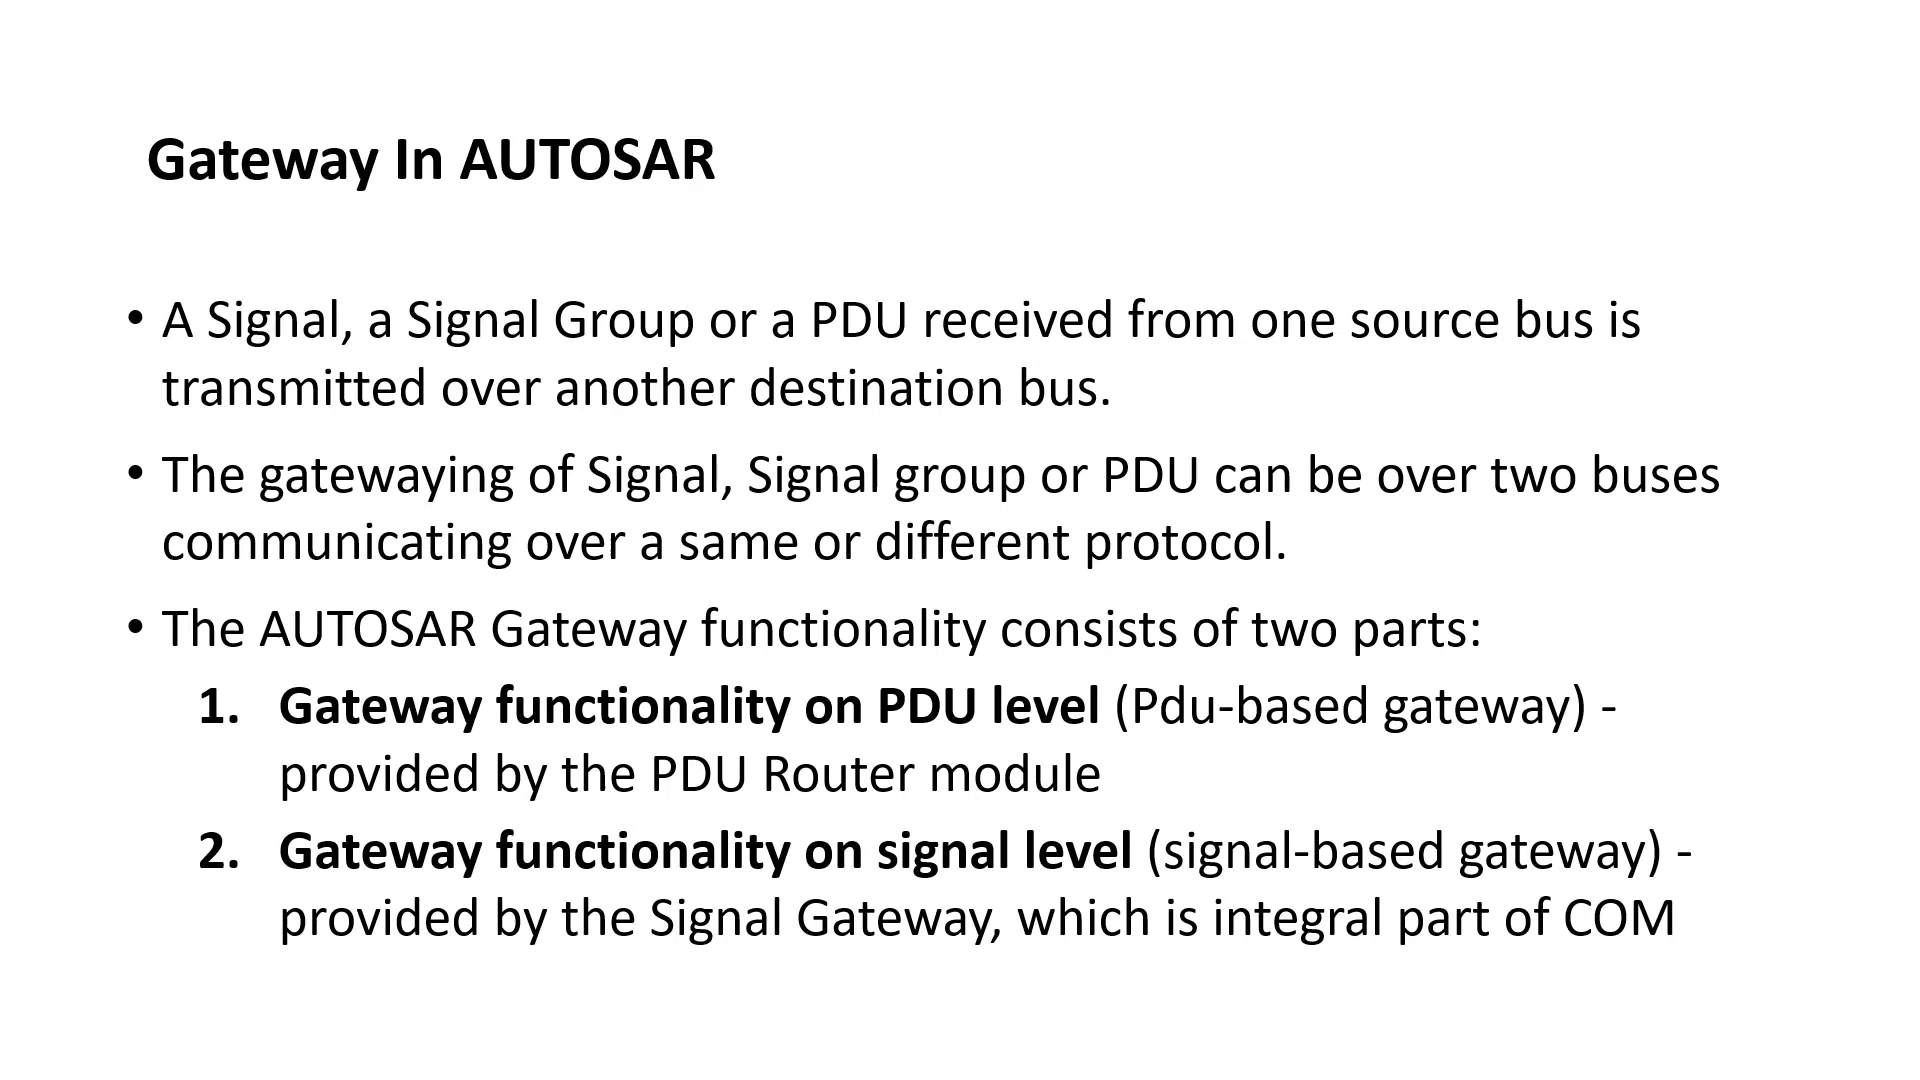 Gateway In AUTOSAR
• A Signal, a Signal Group or a PDU received from one source bus is
transmitted over another destination bus.
• The gatewaying of Signal, Signal group or PDU can be over two buses
communicating over a same or different protocol.
• The AUTOSAR Gateway functionality consists of two parts:
1. Gateway functionality on PDU level (Pdu-based gateway) -
provided by the PDU Router module
2. Gateway functionality on signal level (signal-based gateway) -
provided by the Signal Gateway, which is integral part of COM